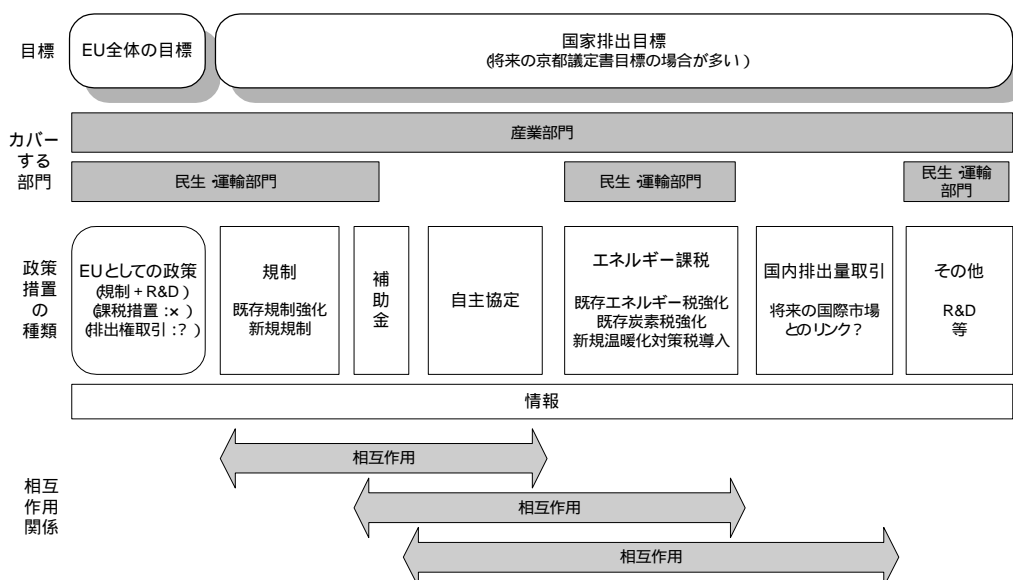 目標
EU全体の目標
国家排出目標
(将来の京都議定書目標の場合が多い)
カバー
する
部門
産業部門
民生・運輸部門
民生・運輸部門
民生・運輸
部門
政策
措置
の
種類
EUとしての政策
(規制+R&D)
(課税措置:×)
(排出権取引:?)
規制
既存規制強化
新規規制
補
助
金
自主協定
エネルギー課税
既存エネルギー税強化
既存炭素税強化
新規温暖化対策税導入
国内排出量取引
将来の国際市場
とのリンク?
その他
R&D
等
情報
相互
作用
関係
相互作用
相互作用
相互作用